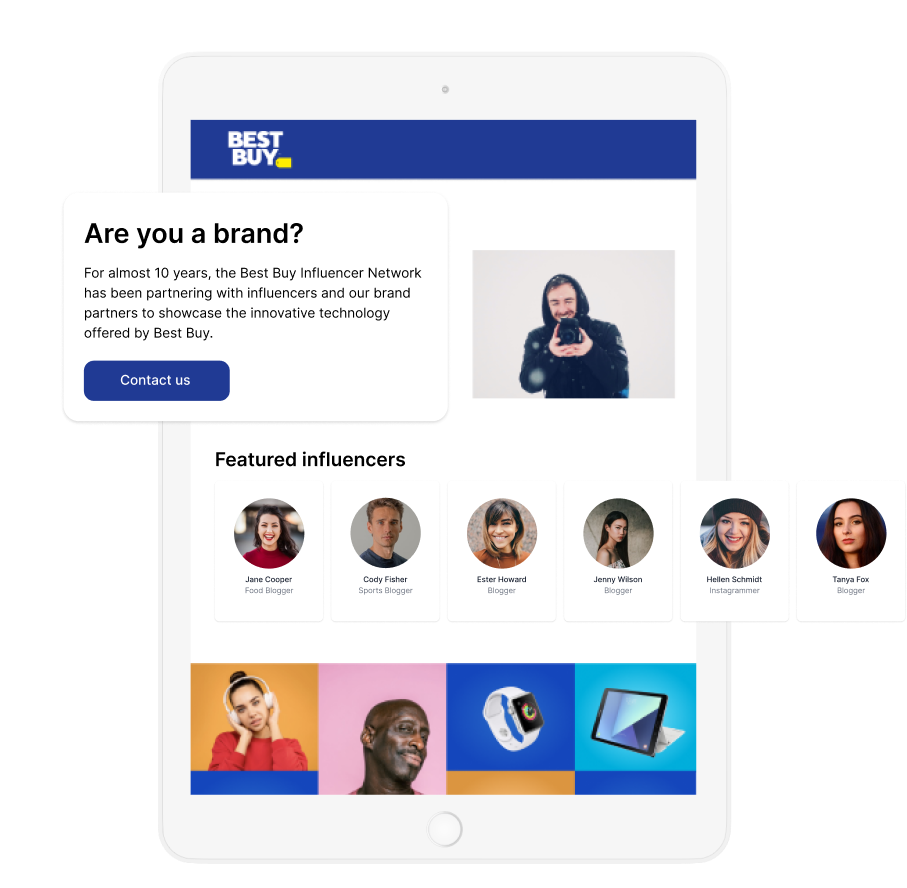 BEST
BUY
Are you a brand?
For almost 10 years, the Best Buy Influencer Network
has been partnering with influencers and our brand
partners to showcase the innovative technology
offered by Best Buy.
Contact us
Featured influencers
Jane Cooper
Food Blogger
Cody Fisher
Sports Blogger
Ester Howard
Blogger
Jenny Wilson
Blogger
Hellen Schmidt
Instagrammer
Tanya Fox
Blogger